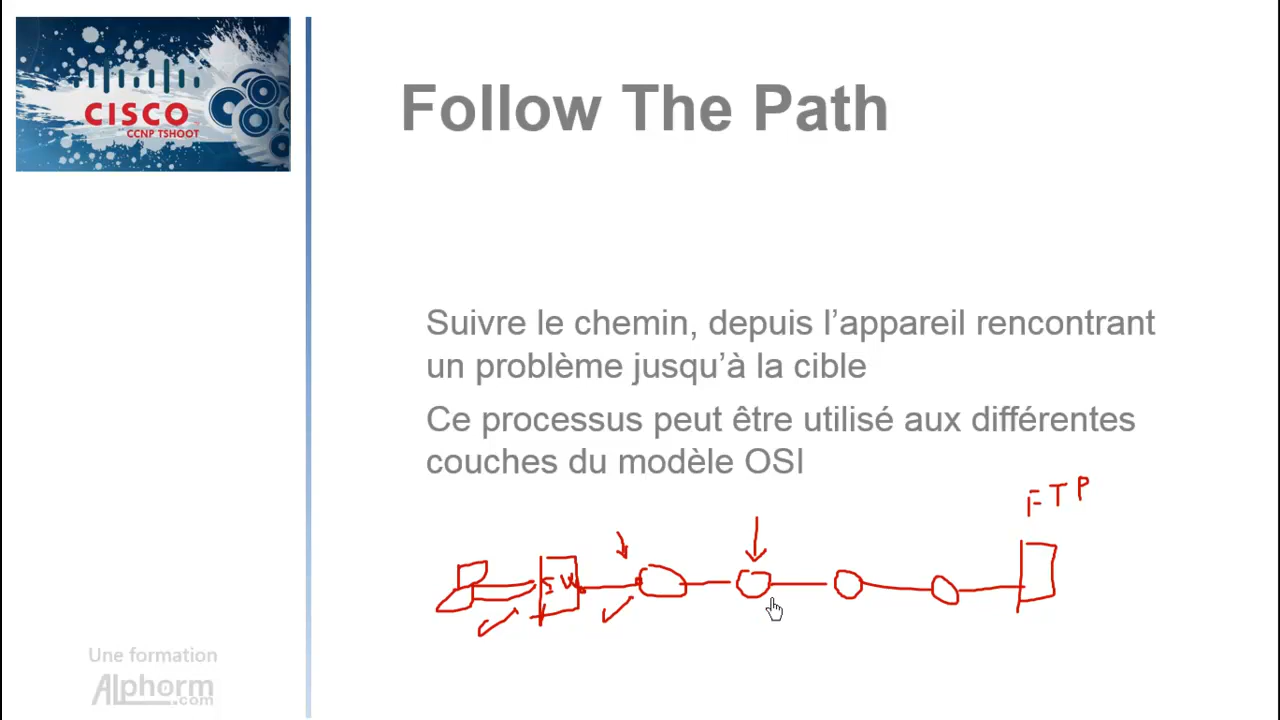 CISCO
CCNP TSHOOT
Follow The Path
Suivre le chemin, depuis l’appareil rencontrant
un problème jusqu’à la cible
Ce processus peut être utilisé aux différentes
couches du modèle OSI
FTP
SW
Une formation
Alphorm
.com